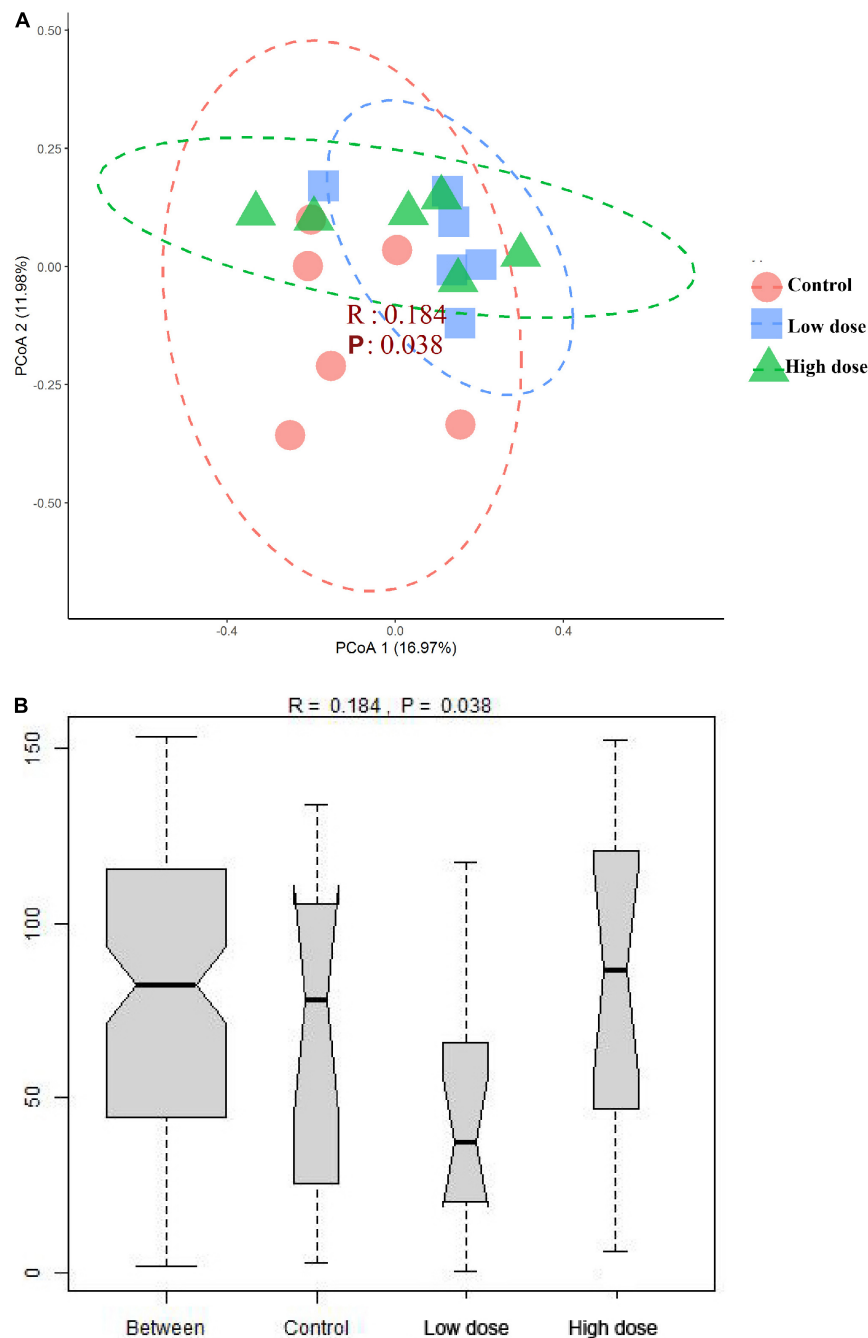 A
0.50
0.25
0.00
-0.25
-0.50
PCoA 2 (11.98%)
R : 0.184
P : 0.038
-0.4
0.0
0.4
PCoA 1 (16.97%)
Control
Low dose
High dose
B
R = 0.184 , P = 0.038
150
100
50
0
Between
Control
Low dose
High dose